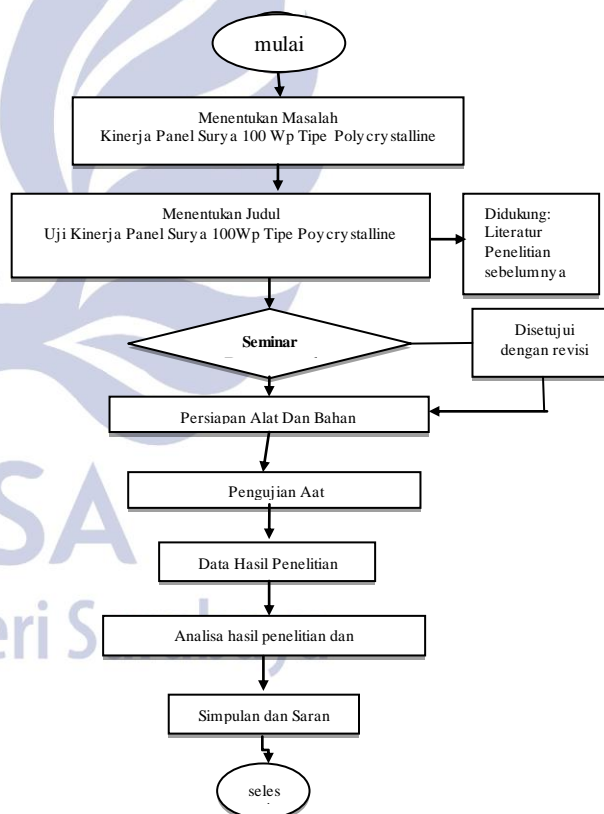 mulai
Menentukan Masalah
Kinerja Panel Surya 100 Wp Tipe Polycrystalline
Menentukan Judul
Uji Kinerja Panel Surya 100Wp Tipe Poycrystalline
Didukung:
Literatur
Penelitian
sebelumnya
Seminar
Disetujui
dengan revisi
Persiapan Alat Dan Bahan
Pengujian Aat
Data Hasil Penelitian
Analisa hasil penelitian dan
Simpulan dan Saran
seles
SA
eri